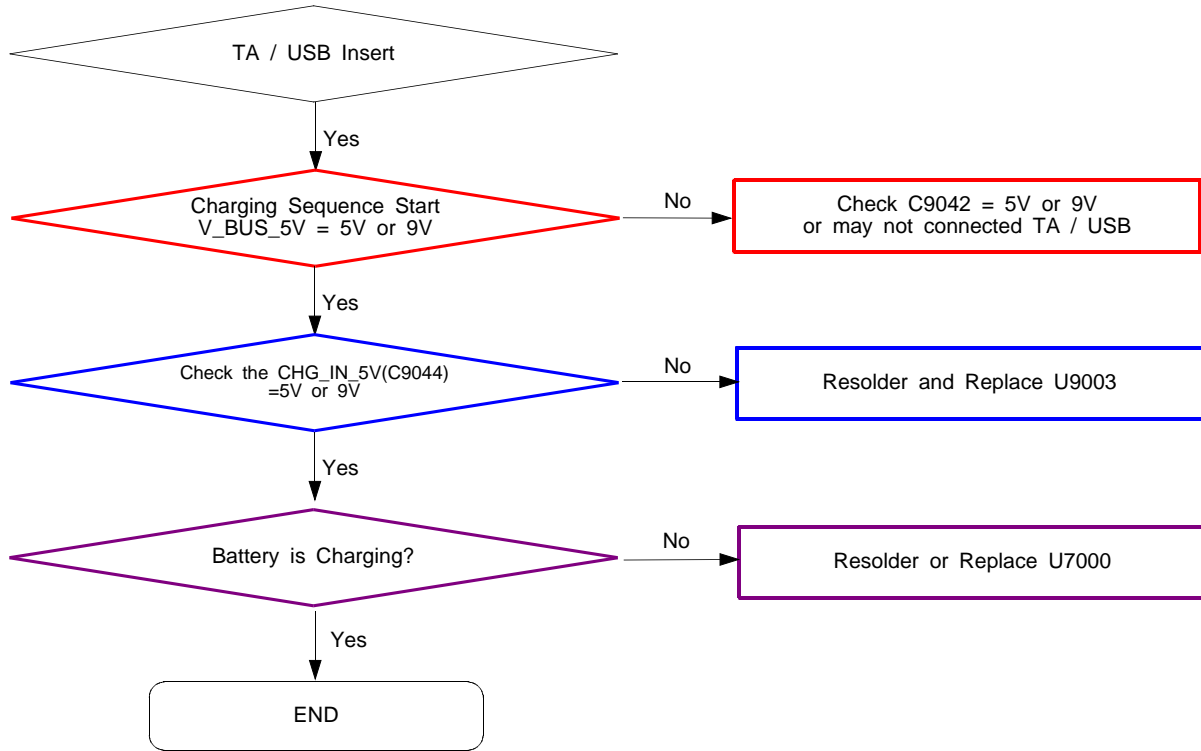 TA / USB Insert
Yes
Charging Sequence Start
V_BUS_5V = 5V or 9V
No
Check C9042 = 5V or 9V
or may not connected TA / USB
Yes
Check the CHG_IN_5V(C9044)
=5V or 9V
No
Resolder and Replace U9003
Yes
Battery is Charging?
No
Resolder or Replace U7000
Yes
END